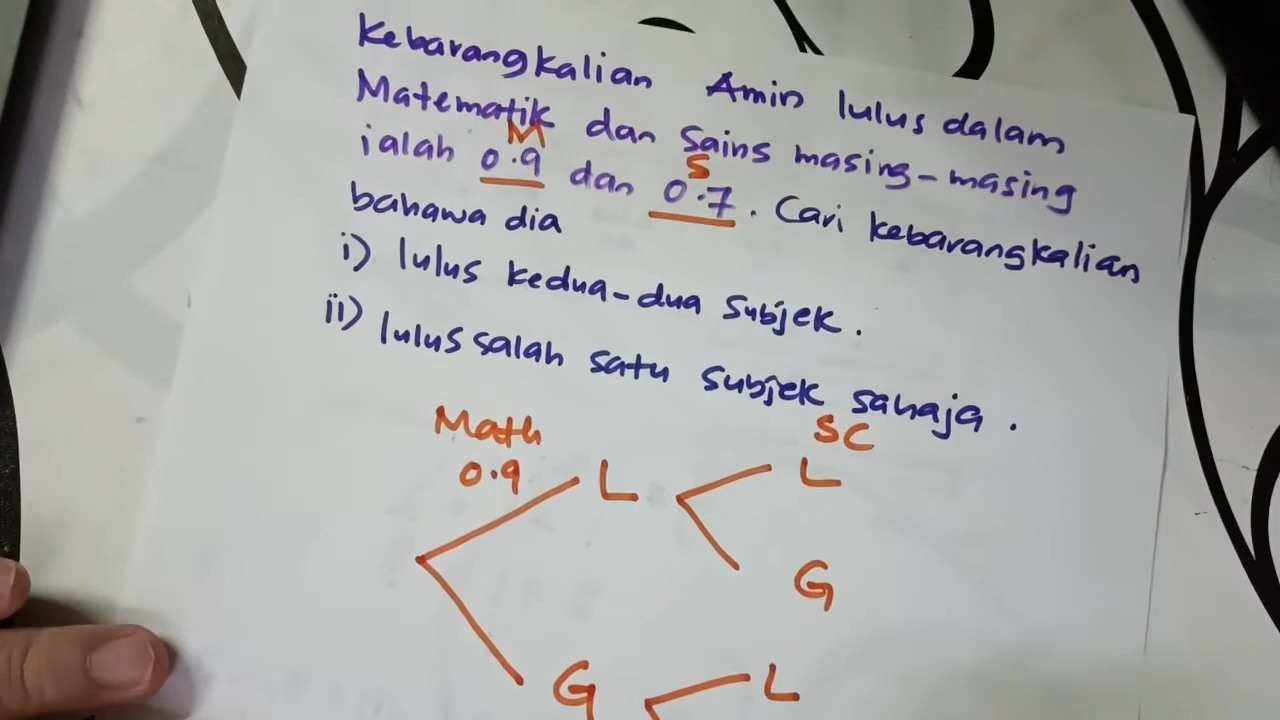 Kebarangkalian Amin lulus dalam
Matematik dan Sains masing-masing
M S
ialah 0.9 dan 0.7. Cari kebarangkalian
bahawa dia
i) lulus kedua-dua subjek.
ii) lulus salah satu subjek sahaja.
Math SC
0.9 L L
G
G L